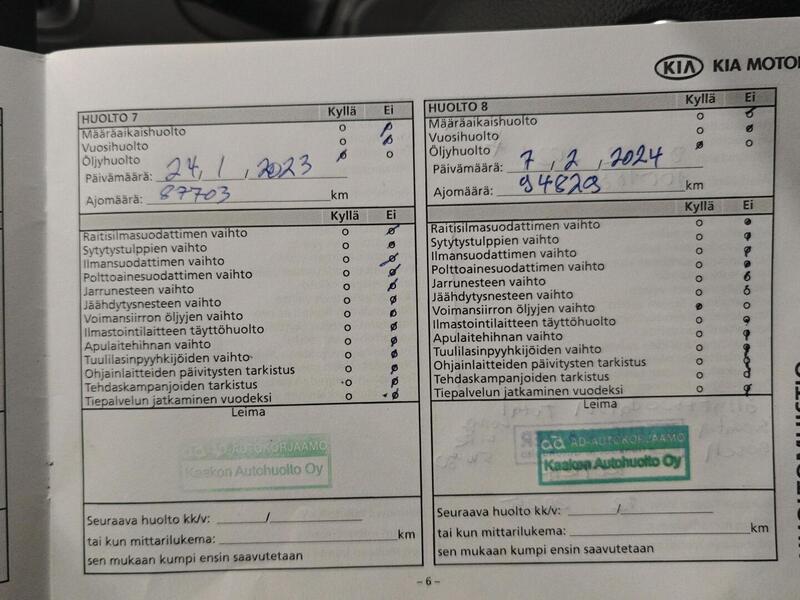 KIA KIA MOTO
HUOLTO 7 Kyllä Ei
Määräaikaishuolto
Vuosihuolto
Öljyhuolto
Päivämäärä: 24, 1, 2023
Ajomäärä: 87703 km
Kyllä Ei
Raitisilmasuodattimen vaihto
Sytytystulppien vaihto
Ilmansuodattimen vaihto
Polttoainesuodattimen vaihto
Jarrunesteen vaihto
Jäähdytysnesteen vaihto
Voimansiirron öljyjen vaihto
Ilmastointilaitteen täyttöhuolto
Apulaitehihnan vaihto
Tuulilasinpyyhkijöiden vaihto
Ohjainlaitteiden päivitysten tarkistus
Tehdaskampanjoiden tarkistus
Tiepalvelun jatkaminen vuodeksi
Leima
ad AD-AUTOKORJAAMO
Kaakon Autohuolto Oy
Seuraava huolto kk/v: /
tai kun mittarilukema: km
sen mukaan kumpi ensin saavutetaan
HUOLTO 8 Kyllä Ei
Määräaikaishuolto
Vuosihuolto
Öljyhuolto
Päivämäärä: 7, 2, 2024
Ajomäärä: 94829 km
Kyllä Ei
Raitisilmasuodattimen vaihto
Sytytystulppien vaihto
Ilmansuodattimen vaihto
Polttoainesuodattimen vaihto
Jarrunesteen vaihto
Jäähdytysnesteen vaihto
Voimansiirron öljyjen vaihto
Ilmastointilaitteen täyttöhuolto
Apulaitehihnan vaihto
Tuulilasinpyyhkijöiden vaihto
Ohjainlaitteiden päivitysten tarkistus
Tehdaskampanjoiden tarkistus
Tiepalvelun jatkaminen vuodeksi
Leima
ad AD-AUTOKORJAAMO
Kaakon Autohuolto Oy
Seuraava huolto kk/v: /
tai kun mittarilukema: km
sen mukaan kumpi ensin saavutetaan
- 6 -